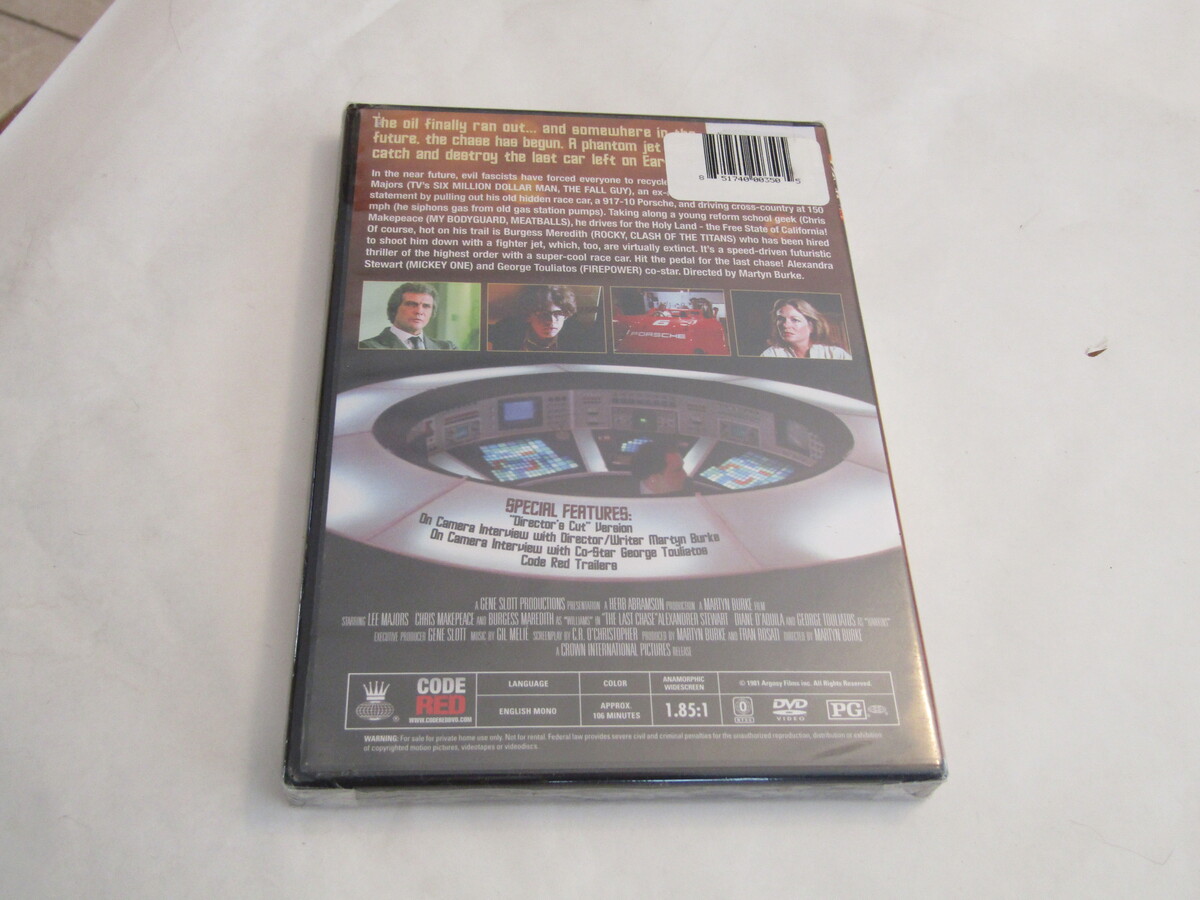 The oil finally ran out... and somewhere in the
future, the chase has begun. A phantom jet
catch and destroy the last car left on Ear
In the near future, evil fascists have forced everyone to recycle
Majors (TV's SIX MILLION DOLLAR MAN, THE FALL GUY), an ex-
statement by pulling out his old hidden race car, a 917-10 Porsche, and driving cross-country at 150
mph (he siphons gas from old gas station pumps). Taking along a young reform school geek (Chris
Makepeace (MY BODYGUARD, MEATBALLS), he drives for the Holy Land - the Free State of California!
Of course, hot on his trail is Burgess Meredith (ROCKY, CLASH OF THE TITANS) who has been hired
to shoot him down with a fighter jet, which, too, are virtually extinct. It's a speed-driven futuristic
thriller of the highest order with a super-cool race car. Hit the pedal for the last chase! Alexandra
Stewart (MICKEY ONE) and George Touliatos (FIREPOWER) co-star. Directed by Martyn Burke.
8 51740 00350 5
6
PORSCHE
SPECIAL FEATURES:
"Director's Cut" Version
On Camera Interview with Director/Writer Martyn Burke
On Camera Interview with Co-Star George Touliatos
Code Red Trailers
A GENE SLOTT PRODUCTIONS PRESENTATION A HERB ABRAMSON PRODUCTION A MARTYN BURKE FILM
STARRING LEE MAJORS CHRIS MAKEPEACE AND BURGESS MAREDITH AS "WILLIAMS" IN "THE LAST CHASE" ALEXANDRER STEWART DIANE D'AQUILA AND GEORGE TOULIATUS AS "HAWKINS"
EXECUTIVE PRODUCER GENE SLOTT MUSIC BY GIL MELLE SCREENPLAY BY C.R. O'CHRISTOPHER PRODUCED BY MARTYN BURKE AND FRAN ROSATI DIRECTED BY MARTYN BURKE
A CROWN INTERNATIONAL PICTURES RELEASE
CODE RED
WWW.CODEREDDVD.COM
LANGUAGE
ENGLISH MONO
COLOR
APPROX. 106 MINUTES
ANAMORPHIC WIDESCREEN
1.85:1
© 1981 Argosy Films inc. All Rights Reserved.
0
DVD VIDEO
PG
WARNING: For sale for private home use only. Not for rental. Federal law provides severe civil and criminal penalties for the unauthorized reproduction, distribution or exhibition
of copyrighted motion pictures, videotapes or videodiscs.